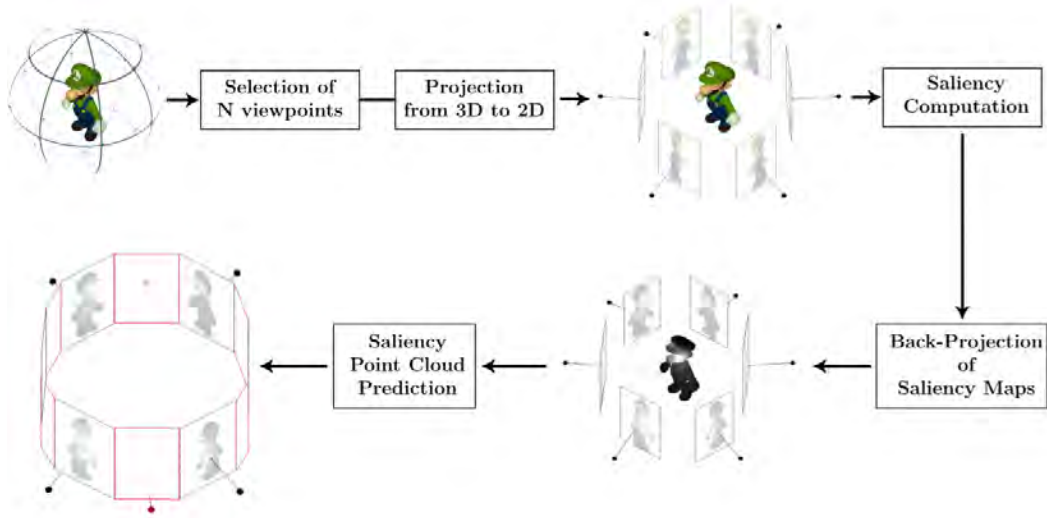 Selection of
N viewpoints
Projection
from 3D to 2D
Saliency
Computation
Back-Projection
of
Saliency Maps
Saliency
Point Cloud
Prediction